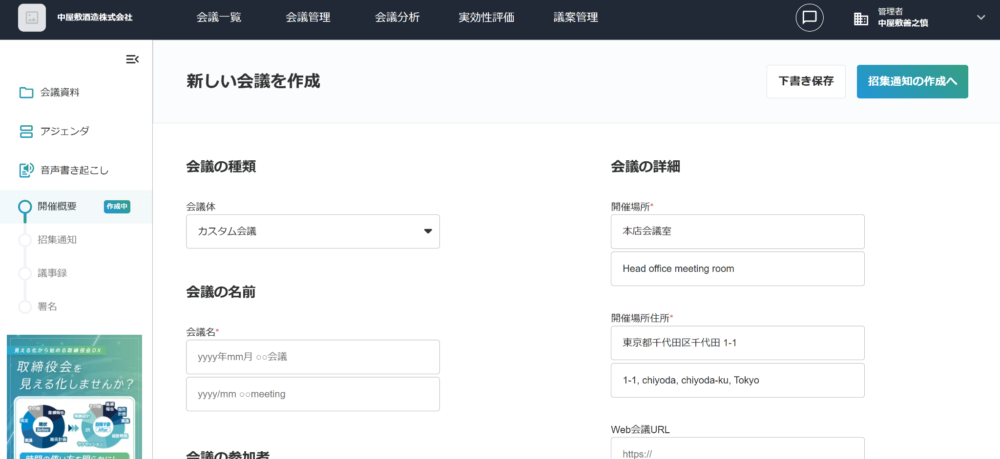 中屋敷酒造株式会社
会議一覧
会議管理
会議分析
実効性評価
議案管理
管理者
中屋敷善之慎
会議資料
アジェンダ
音声書き起こし
開催概要
作成中
招集通知
議事録
署名
見える化から始める取締役会DX
取締役会を
見える化しませんか？
その他
業績報告
規定
現状
Before
稟議
販売計画
その他
業績
報告
販売
計画
報酬設計
稟議
目指す姿
After
IR
経営戦略
サクセッション
時間の使い方を明らかにし
新しい会議を作成
下書き保存
招集通知の作成へ
会議の種類
会議体
カスタム会議
会議の名前
会議名*
yyyy年mm月 ○○会議
yyyy/mm ○○meeting
会議の参加者
会議の詳細
開催場所*
本店会議室
Head office meeting room
開催場所住所*
東京都千代田区千代田 1-1
1-1, chiyoda, chiyoda-ku, Tokyo
Web会議URL
https://